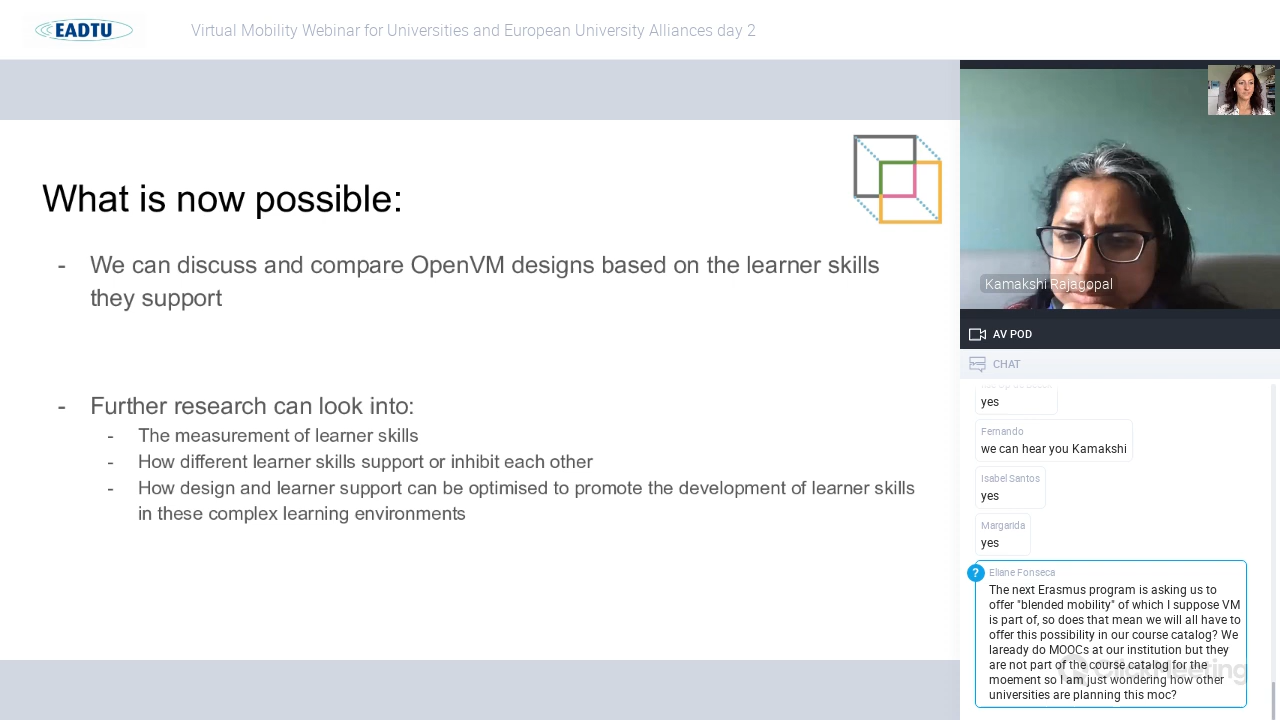 EADTU
Virtual Mobility Webinar for Universities and European University Alliances day 2
What is now possible:
- We can discuss and compare OpenVM designs based on the learner skills
they support
- Further research can look into:
- The measurement of learner skills
- How different learner skills support or inhibit each other
- How design and learner support can be optimised to promote the development of learner skills
in these complex learning environments
Kamakshi Rajagopal
AV POD
CHAT
yes
Fernando
we can hear you Kamakshi
Isabel Santos
yes
Margarida
yes
?
Eliane Fonseca
The next Erasmus program is asking us to
offer "blended mobility" of which I suppose VM
is part of, so does that mean we will all have to
offer this possibility in our course catalog? We
laready do MOOCs at our institution but they
are not part of the course catalog for the
moement so I am just wondering how other
universities are planning this moc?
ClickMeeting